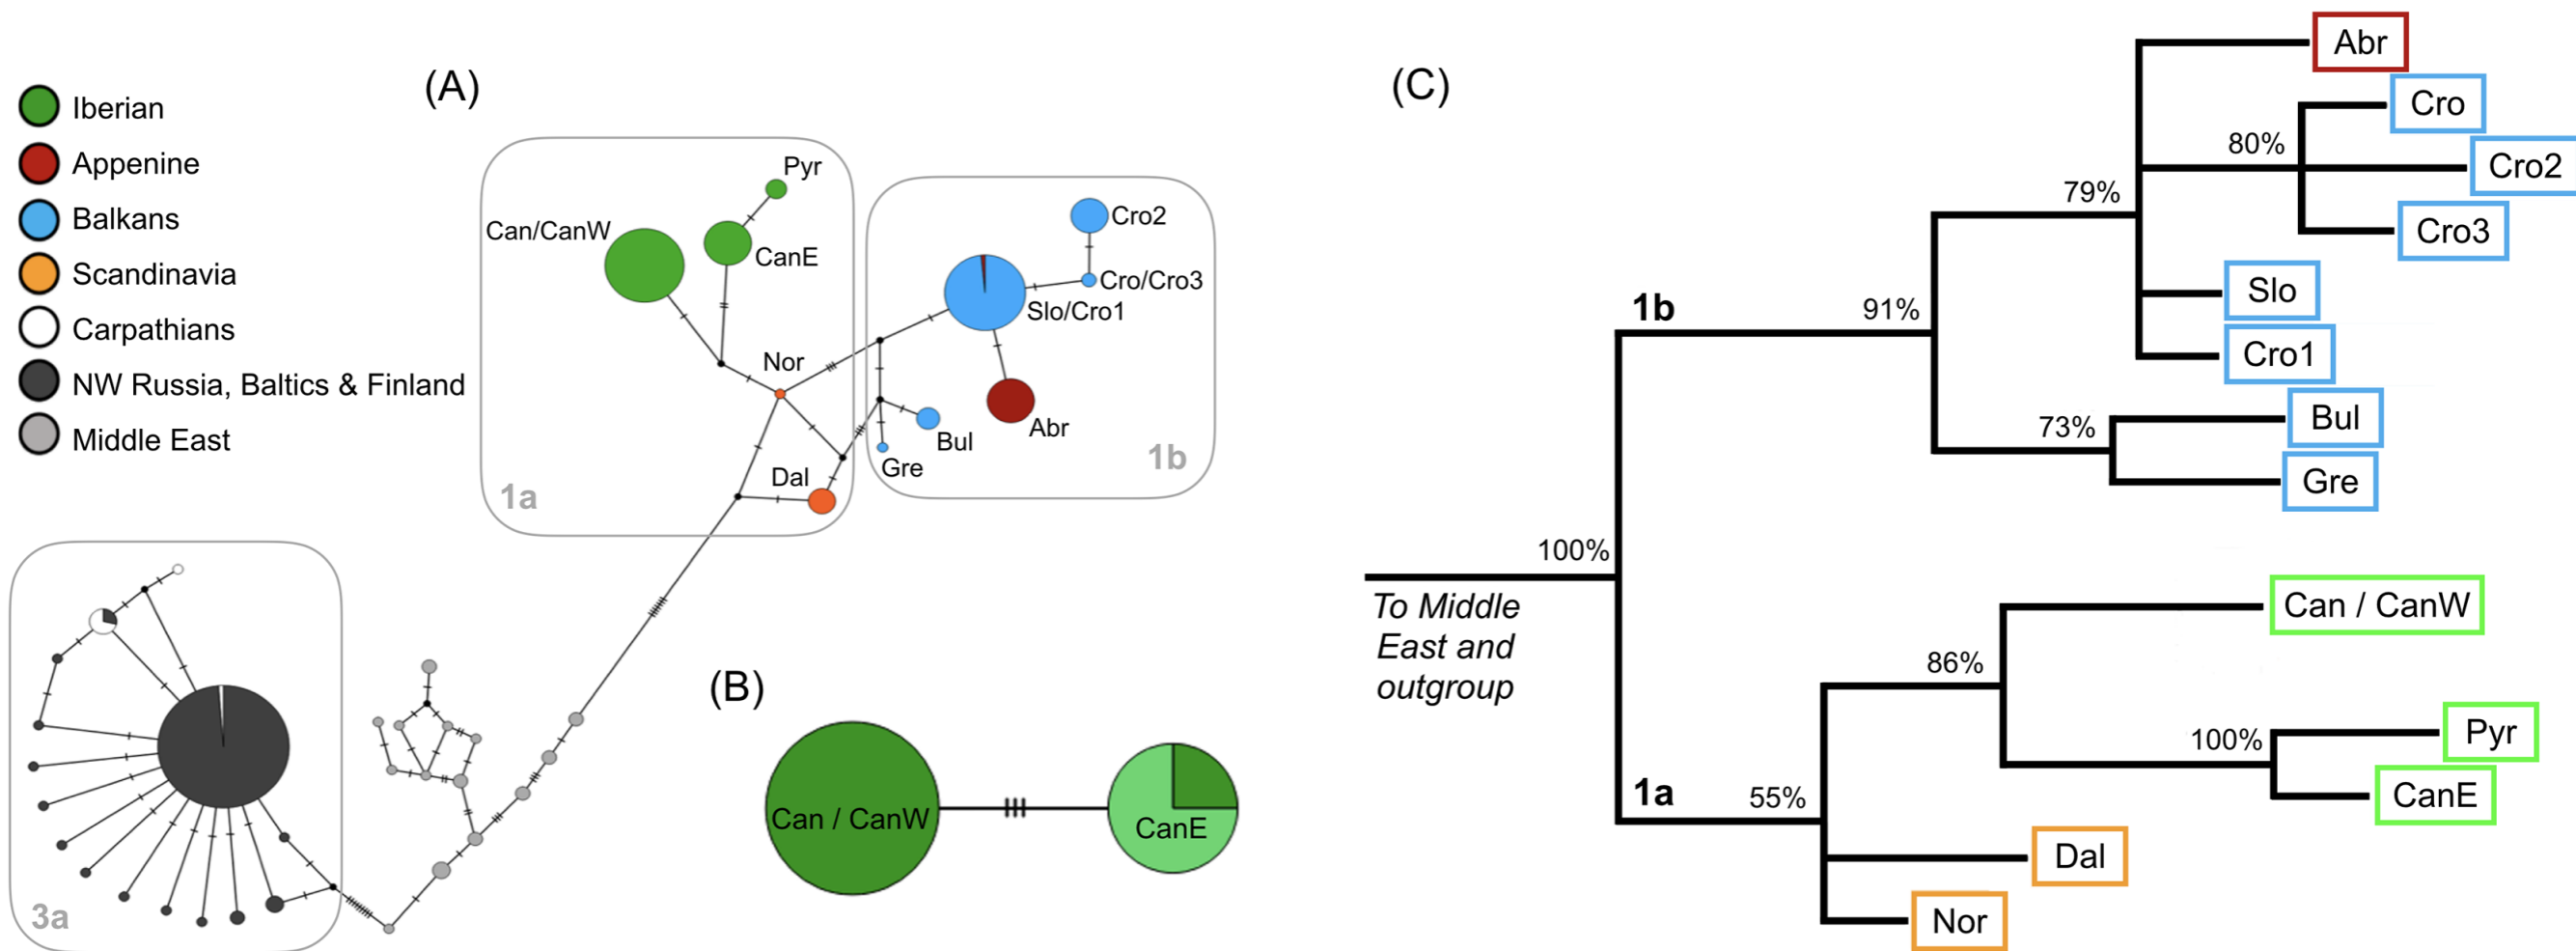 Iberian
Appenine
Balkans
Scandinavia
Carpathians
NW Russia, Baltics & Finland
Middle East
(A)
Pyr
Can/CanW
CanE
Nor
Dal
1a
Cro2
Cro/Cro3
Slo/Cro1
Abr
Bul
Gre
1b
3a
(B)
Can / CanW
CanE
(C)
Abr
Cro
80%
Cro2
79%
Cro3
Slo
1b
91%
Cro1
Bul
73%
Gre
100%
To Middle
East and
outgroup
Can / CanW
86%
Pyr
100%
CanE
1a
55%
Dal
Nor